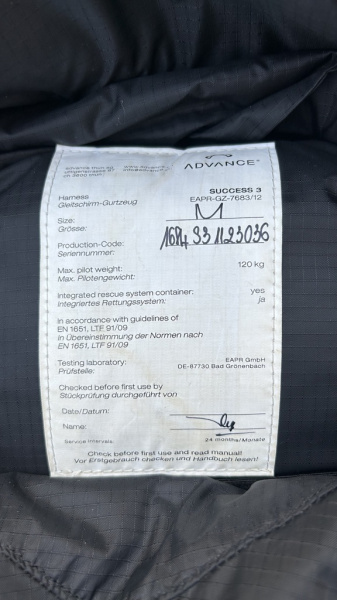 advance thun ag
ADVANCE
Harness
SUCCESS 3
Gleitschirm-Gurtzeug
EAPR-GZ-7683/12
Size:
M
Grösse:
Production-Code:
Seriennummer:
Max. pilot weight:
120 kg
Max. Pilotengewicht:
Integrated rescue system container:
yes
Integriertes Rettungssystem:
ja
in accordance with guidelines of
EN 1651, LTF 91/09
in Übereinstimmung der Normen nach
EN 1651, LTF 91/09
Testing laboratory:
EAPR GmbH
Prüfstelle:
DE-87730 Bad Grönenbach
Checked before first use by
Stückprüfung durchgeführt von
Date/Datum:
Name:
Service Intervals:
24 months/Monate
Check before first use and read manual!
Vor Erstgebrauch checken und Handbuch lesen!